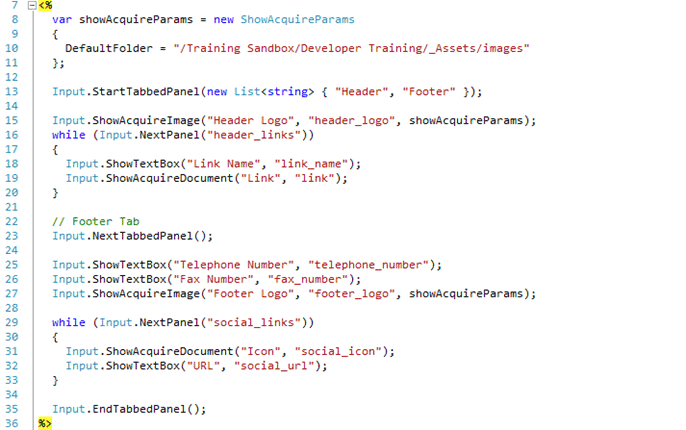 7 <%
8 var showAcquireParams = new ShowAcquireParams
9 {
10 DefaultFolder = "/Training Sandbox/Developer Training/_Assets/images"
11 };
12
13 Input.StartTabbedPanel(new List<string> { "Header", "Footer" });
14
15 Input.ShowAcquireImage("Header Logo", "header_logo", showAcquireParams);
16 while (Input.NextPanel("header_links"))
17 {
18 Input.ShowTextBox("Link Name", "link_name");
19 Input.ShowAcquireDocument("Link", "link");
20 }
21
22 // Footer Tab
23 Input.NextTabbedPanel();
24
25 Input.ShowTextBox("Telephone Number", "telephone_number");
26 Input.ShowTextBox("Fax Number", "fax_number");
27 Input.ShowAcquireImage("Footer Logo", "footer_logo", showAcquireParams);
28
29 while (Input.NextPanel("social_links"))
30 {
31 Input.ShowAcquireDocument("Icon", "social_icon");
32 Input.ShowTextBox("URL", "social_url");
33 }
34
35 Input.EndTabbedPanel();
36 %>